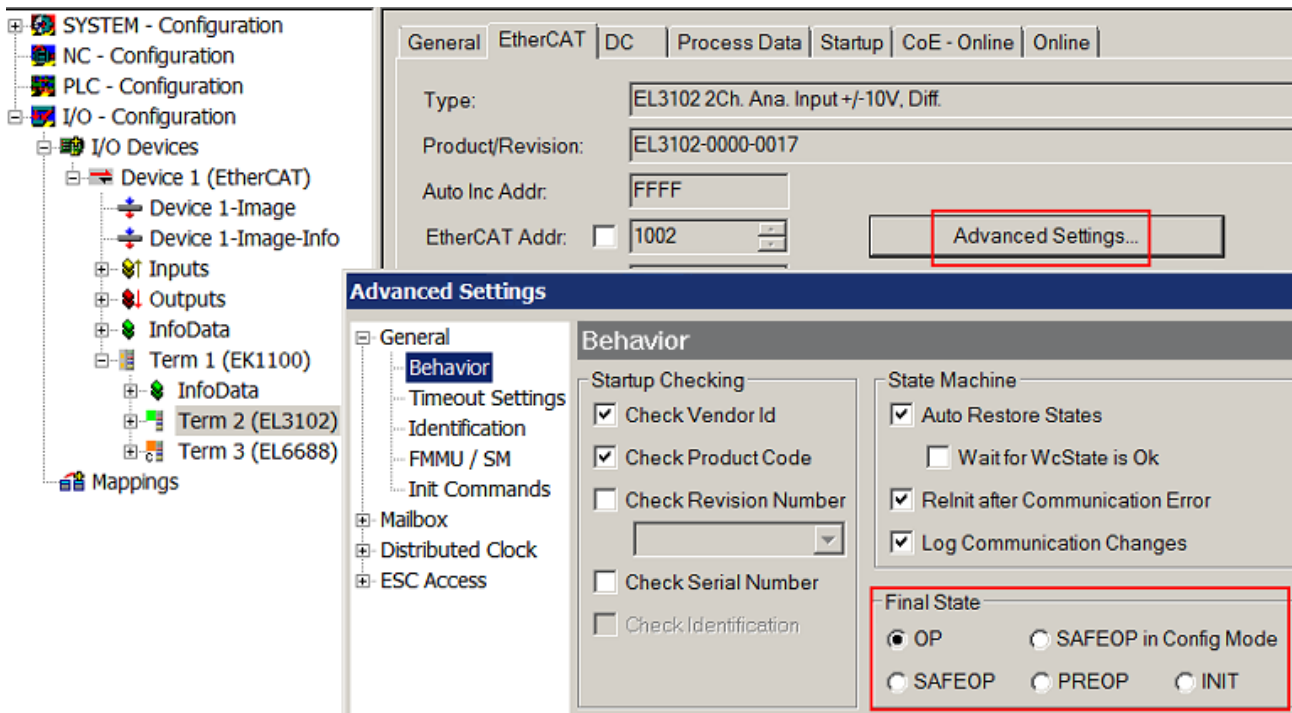 SYSTEM - Configuration
NC - Configuration
PLC - Configuration
I/O - Configuration
I/O Devices
Device 1 (EtherCAT)
Device 1-Image
Device 1-Image-Info
Inputs
Outputs
InfoData
Term 1 (EK1100)
InfoData
Term 2 (EL3102)
Term 3 (EL6688)
Mappings
General EtherCAT DC Process Data Startup CoE - Online Online
Type: EL3102 2Ch. Ana. Input +/-10V, Diff.
Product/Revision: EL3102-0000-0017
Auto Inc Addr: FFFF
EtherCAT Addr: 1002 Advanced Settings...
Advanced Settings
General
Behavior
Timeout Settings
Identification
FMMU / SM
Init Commands
Mailbox
Distributed Clock
ESC Access
Behavior
Startup Checking
Check Vendor Id
Check Product Code
Check Revision Number
Check Serial Number
Check Identification
State Machine
Auto Restore States
Wait for WcState is Ok
ReInit after Communication Error
Log Communication Changes
Final State
OP SAFEOP in Config Mode
SAFEOP PREOP INIT